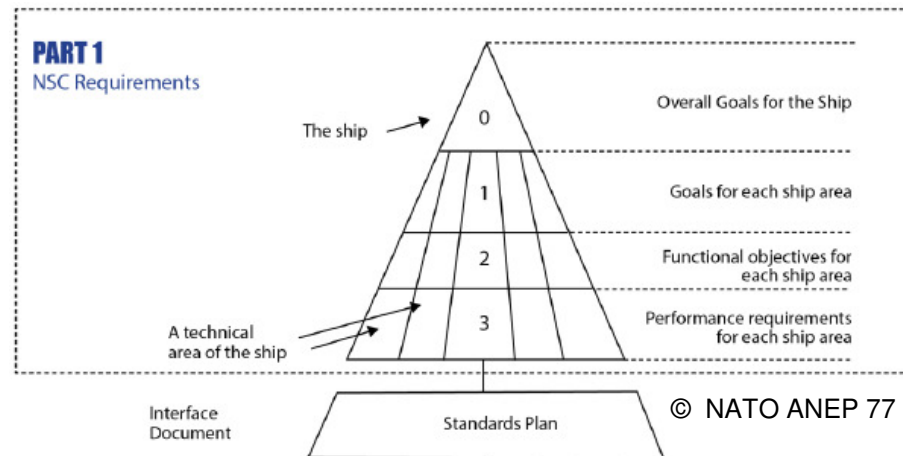 PART 1
NSC Requirements
The ship
0
Overall Goals for the Ship
1
Goals for each ship area
2
Functional objectives for
each ship area
A technical
area of the ship
3
Performance requirements
for each ship area
Interface
Document
Standards Plan
© NATO ANEP 77